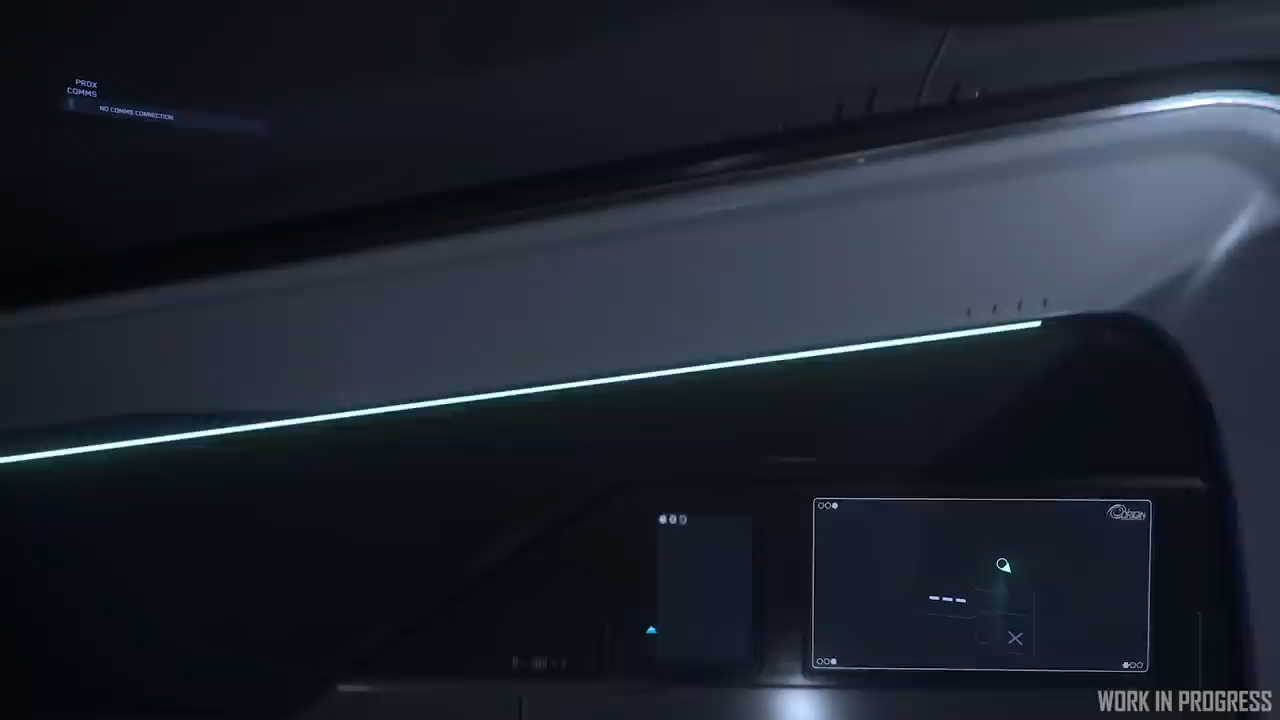 PROX
COMMS
NO COMMS CONNECTION
ORIGIN
WORK IN PROGRESS